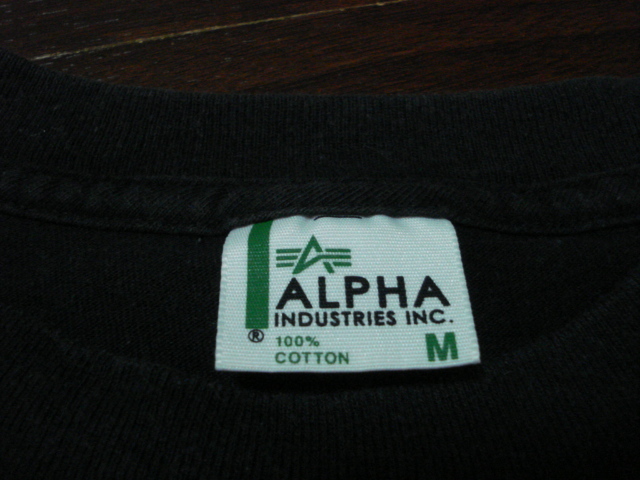 ALPHA
INDUSTRIES INC.
® 100%
COTTON
M